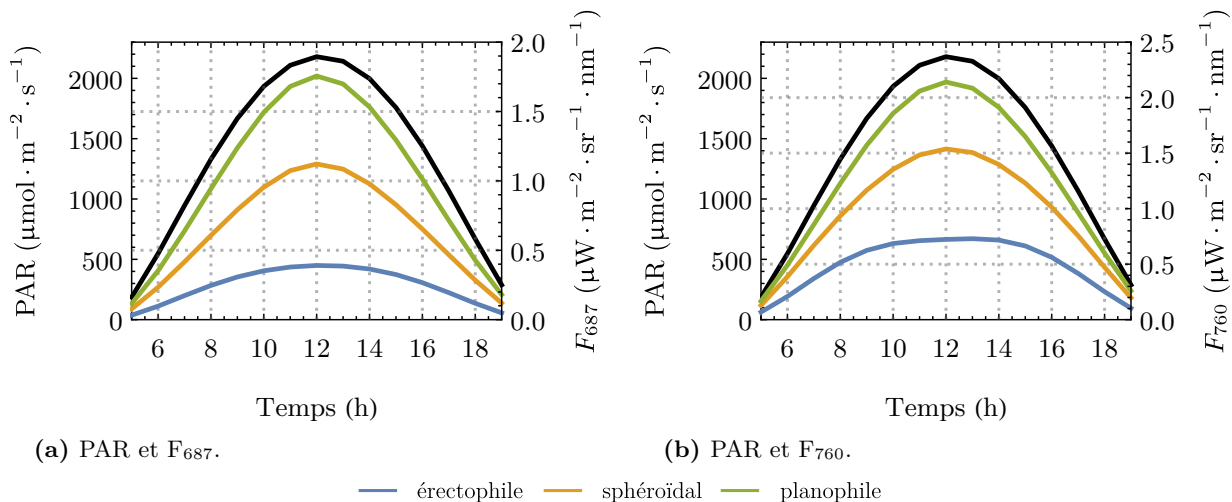 PAR (µmol · m⁻² · s⁻¹)
2000
1500
1000
500
0
2.0
1.5
1.0
0.5
0.0
F₆₈₇ (µW · m⁻² · sr⁻¹ · nm⁻¹)
6 8 10 12 14 16 18
Temps (h)
(a) PAR et F₆₈₇.
PAR (µmol · m⁻² · s⁻¹)
2000
1500
1000
500
0
2.5
2.0
1.5
1.0
0.5
0.0
F₇₆₀ (µW · m⁻² · sr⁻¹ · nm⁻¹)
6 8 10 12 14 16 18
Temps (h)
(b) PAR et F₇₆₀.
érectophile sphéroïdal planophile